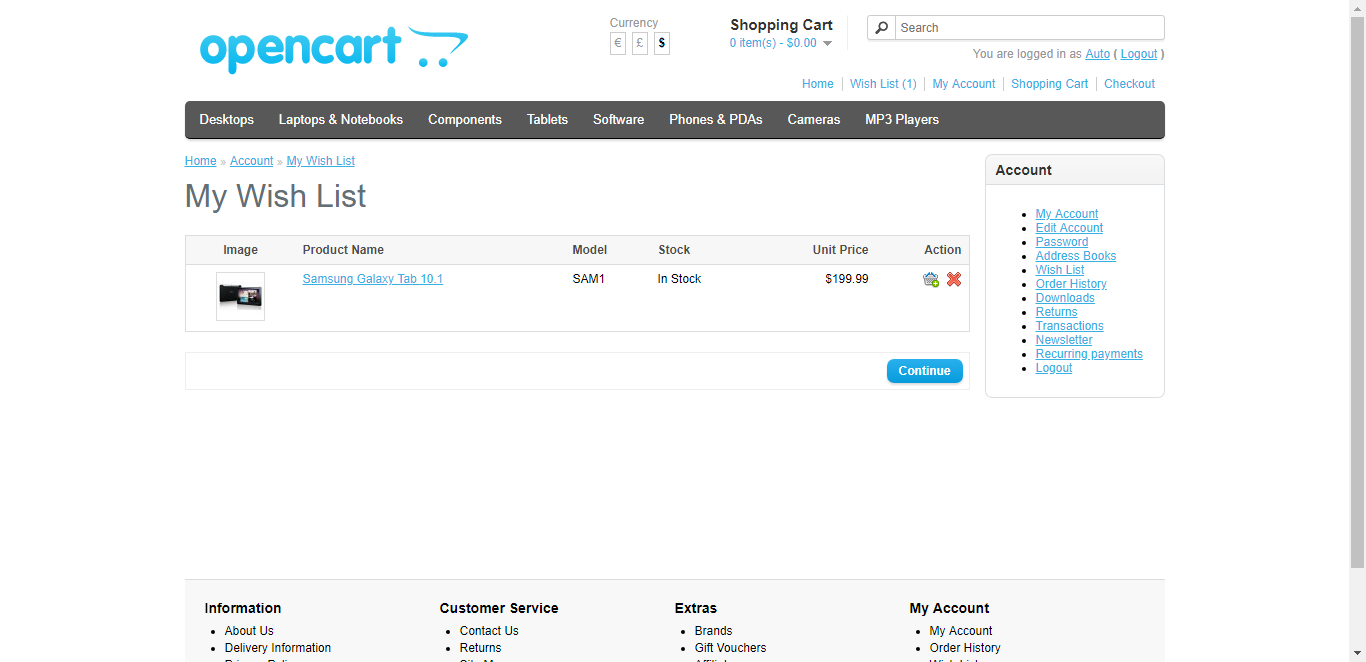 opencart
Currency
€ £ $
Shopping Cart
0 item(s) - $0.00
Search
You are logged in as Auto ( Logout )
Home Wish List (1) My Account Shopping Cart Checkout
Desktops Laptops & Notebooks Components Tablets Software Phones & PDAs Cameras MP3 Players
Home » Account » My Wish List
My Wish List
Image Product Name Model Stock Unit Price Action
Samsung Galaxy Tab 10.1 SAM1 In Stock $199.99
Continue
Account
My Account
Edit Account
Password
Address Books
Wish List
Order History
Downloads
Returns
Transactions
Newsletter
Recurring payments
Logout
Information
About Us
Delivery Information
Customer Service
Contact Us
Returns
Extras
Brands
Gift Vouchers
My Account
My Account
Order History